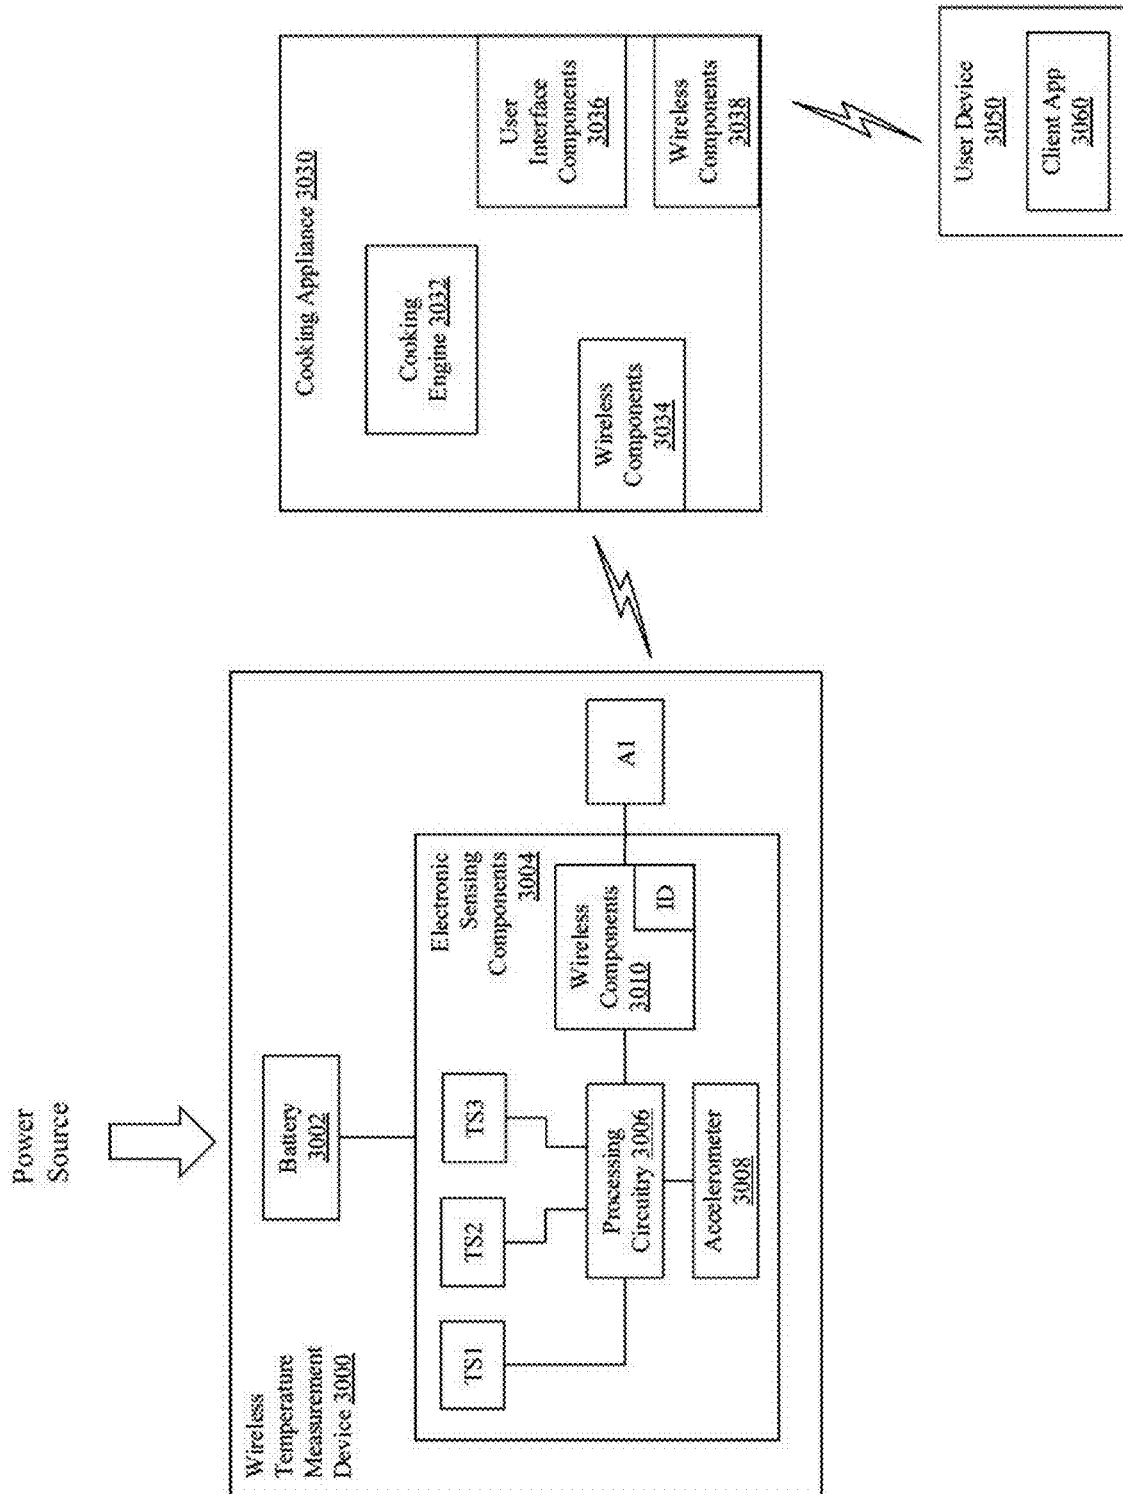 Power
Source
Wireless
Temperature
Measurement
Device 3000
Battery
3002
Electronic
Sensing
Components
3004
TS1
TS2
TS3
Processing
Circuitry 3006
Accelerometer
3008
Wireless
Components
3010
ID
A1
Cooking Appliance 3030
Cooking
Engine 3032
Wireless
Components
3034
User
Interface
Components
3036
Wireless
Components
3038
User Device
3050
Client App
3060